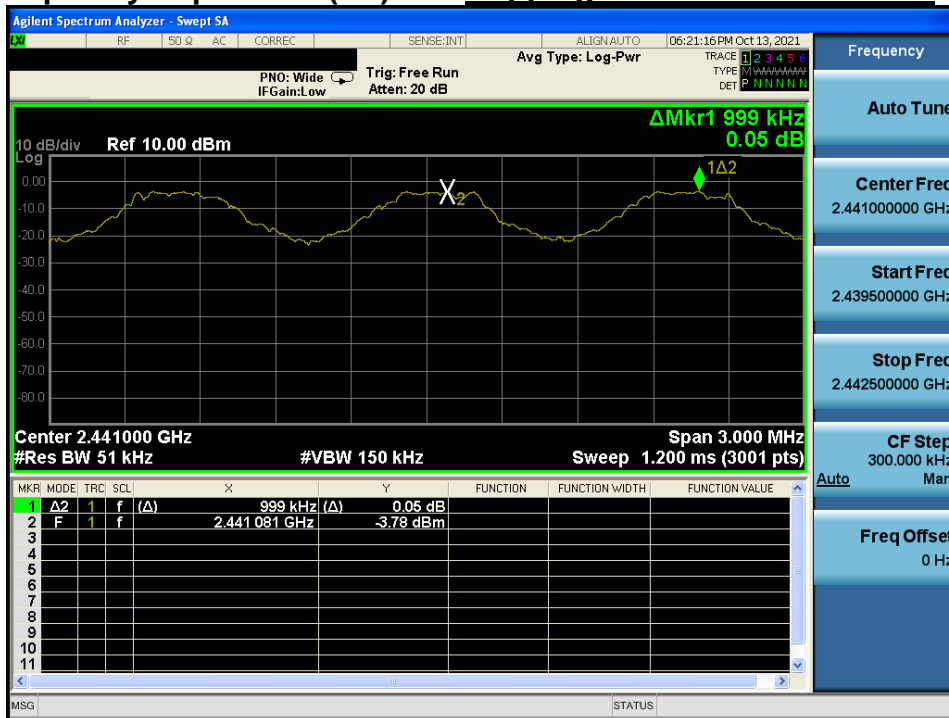 Agilent Spectrum Analyzer - Swept SA
LXI RF 50 Ω AC CORREC SENSE:INT ALIGN AUTO 06:21:16 PM Oct 13, 2021
Frequency
Avg Type: Log-Pwr
TRACE 1 2 3 4 5 6
PNO: Wide Trig: Free Run
TYPE M
IFGain:Low Atten: 20 dB
DET P N N N N N
Auto Tune
ΔMkr1 999 kHz
0.05 dB
10 dB/div Ref 10.00 dBm
Log
1Δ2
0.00
X2
-10.0
-20.0
-30.0
-40.0
-50.0
-60.0
-70.0
-80.0
Center Freq
2.441000000 GHz
Start Freq
2.439500000 GHz
Stop Freq
2.442500000 GHz
Center 2.441000 GHz Span 3.000 MHz
#Res BW 51 kHz #VBW 150 kHz Sweep 1.200 ms (3001 pts)
CF Step
300.000 kHz
Auto Man
MKR MODE TRC SCL X Y FUNCTION FUNCTION WIDTH FUNCTION VALUE
1 Δ2 1 f (Δ) 999 kHz (Δ) 0.05 dB
2 F 1 f 2.441 081 GHz -3.78 dBm
3
4
5
6
7
8
9
10
11
Freq Offset
0 Hz
MSG STATUS